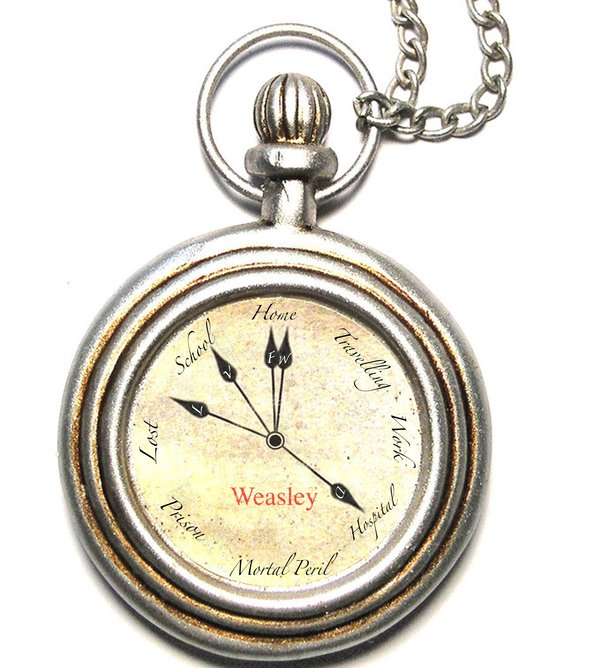 Home
Travelling
Work
Hospital
Mortal Peril
Prison
Lost
School
F W
Weasley